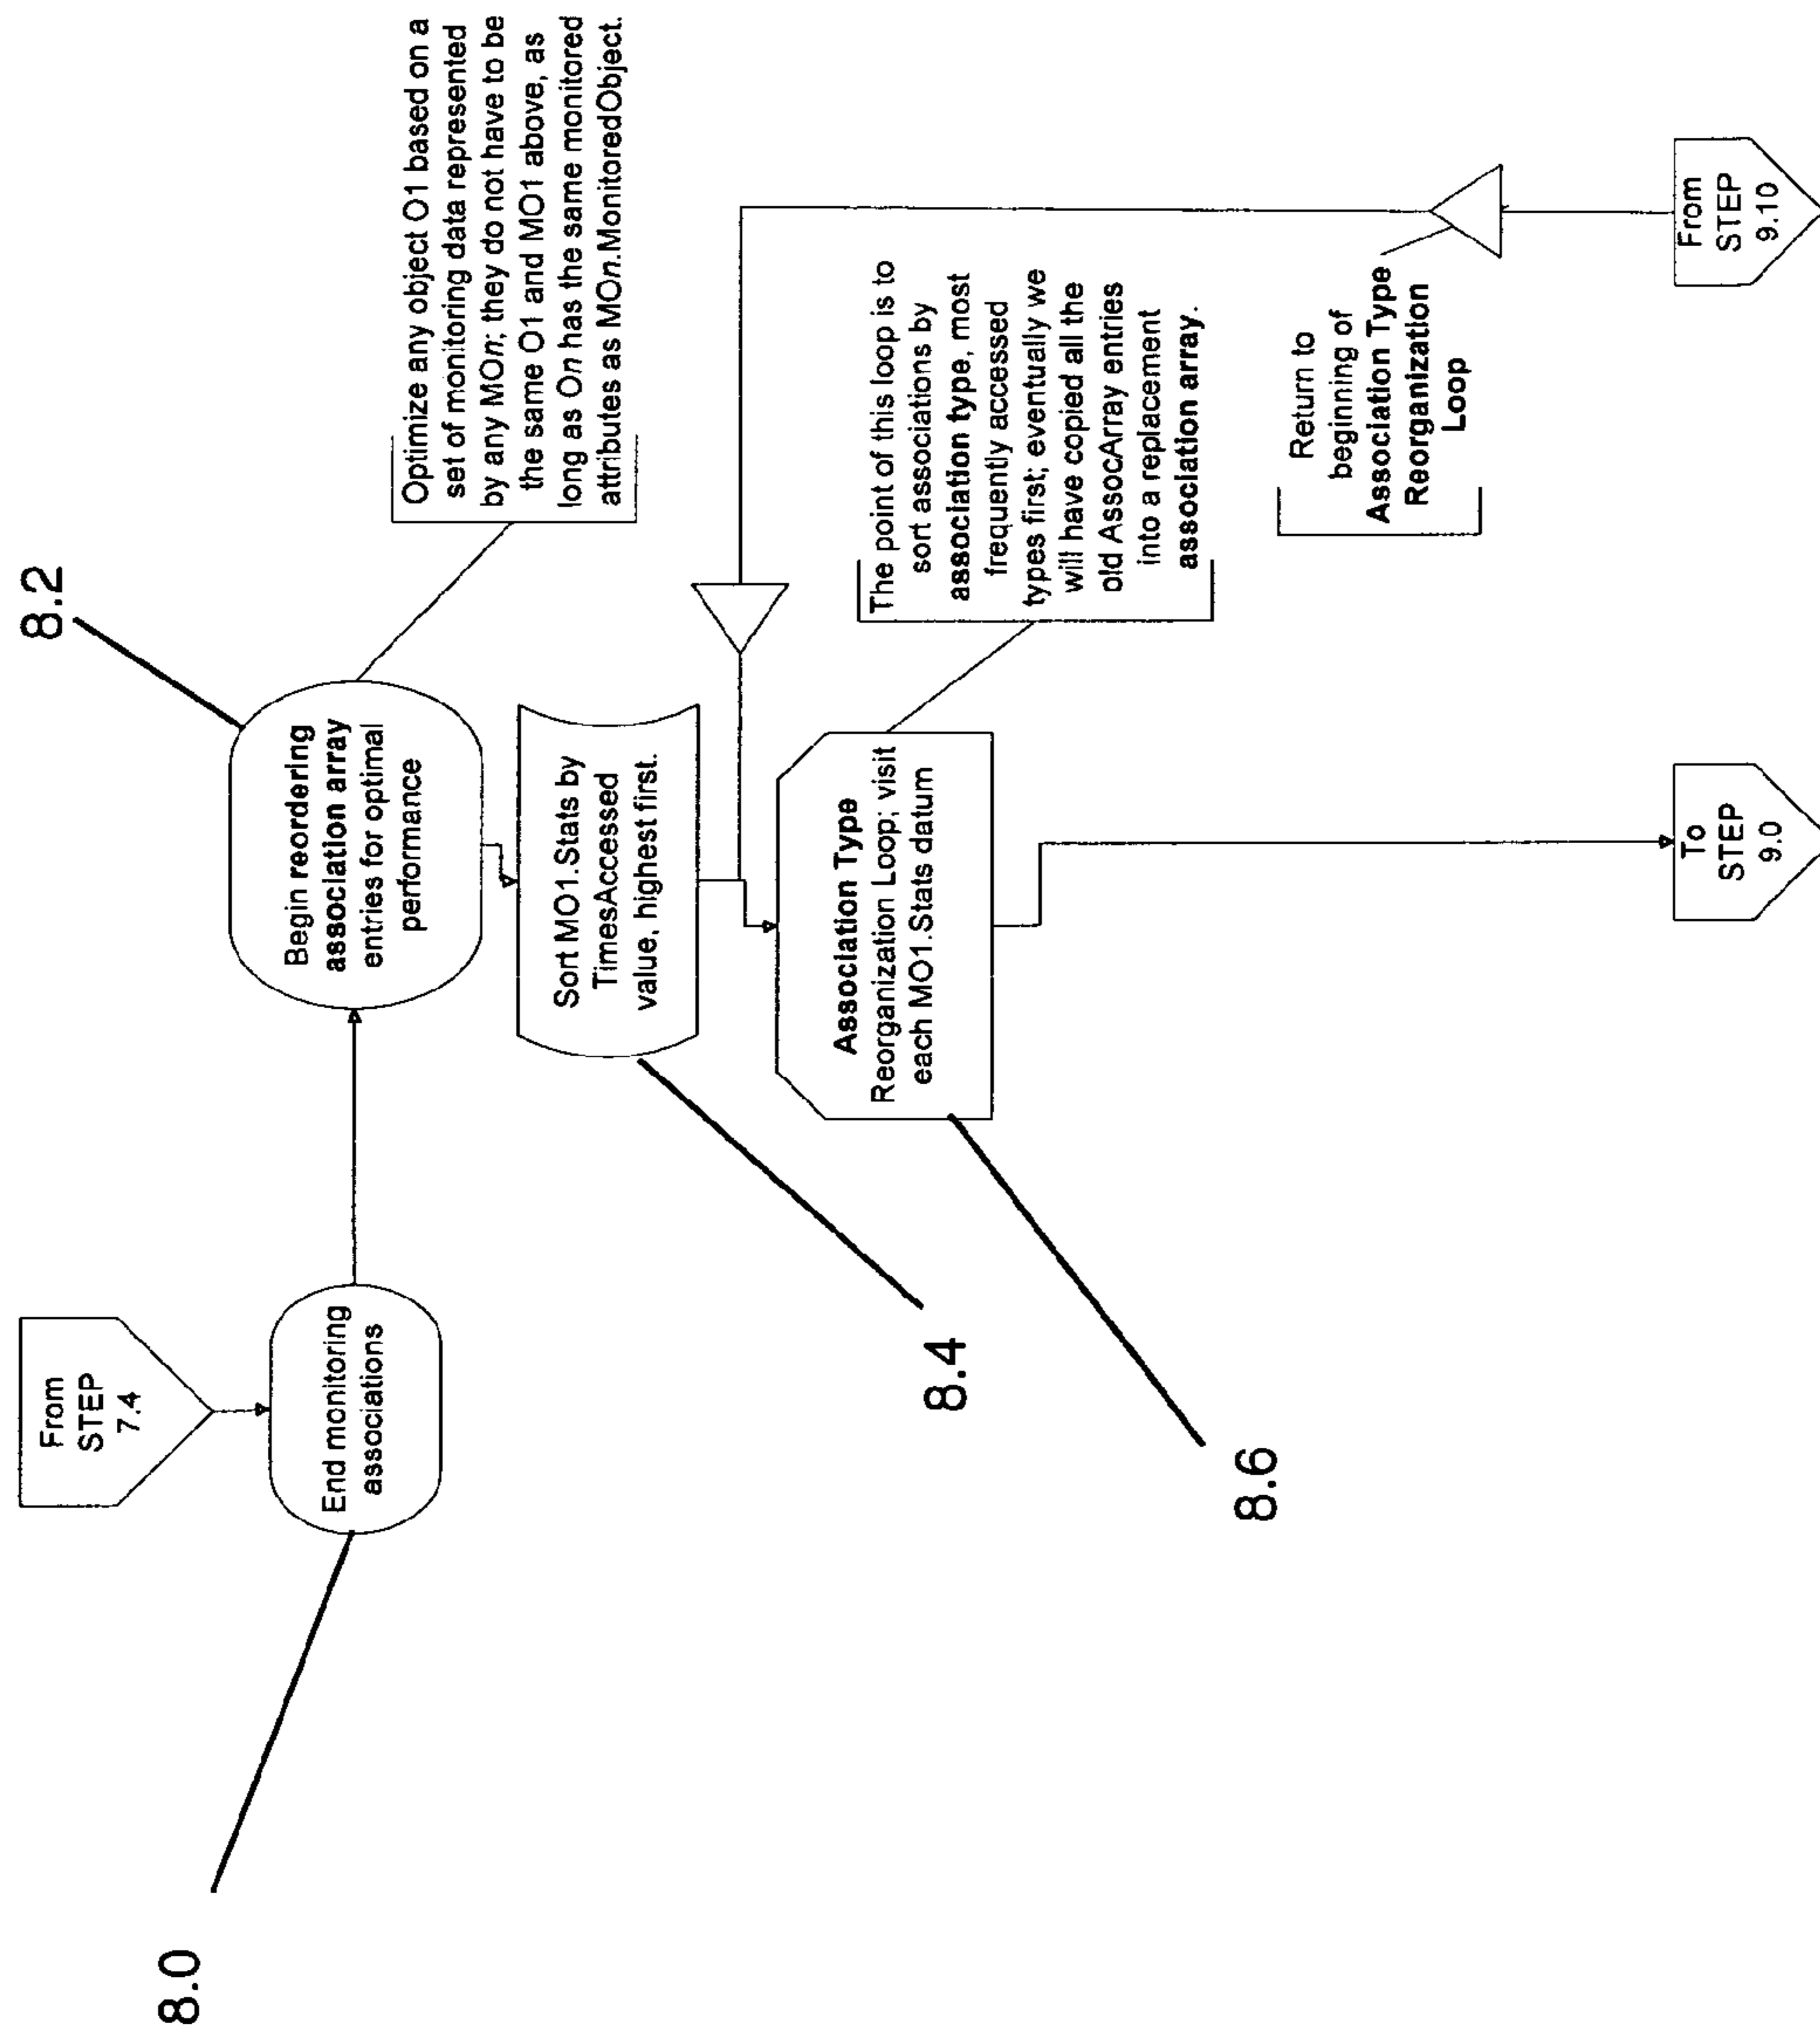 8.0
From
STEP
7.4
End monitoring
associations
8.2
Begin reordering
association array
entries for optimal
performance
Optimize any object O1 based on a
set of monitoring data represented
by any MOn; they do not have to be
the same O1 and MO1 above, as
long as On has the same monitored
attributes as MOn.MonitoredObject.
8.4
Sort MO1.Stats by
TimesAccessed
value, highest first.
8.6
Association Type
Reorganization Loop; visit
each MO1.Stats datum
The point of this loop is to
sort associations by
association type, most
frequently accessed
types first; eventually we
will have copied all the
old AssocArray entries
into a replacement
association array.
Return to
beginning of
Association Type
Reorganization
Loop
To
STEP
9.0
From
STEP
9.10